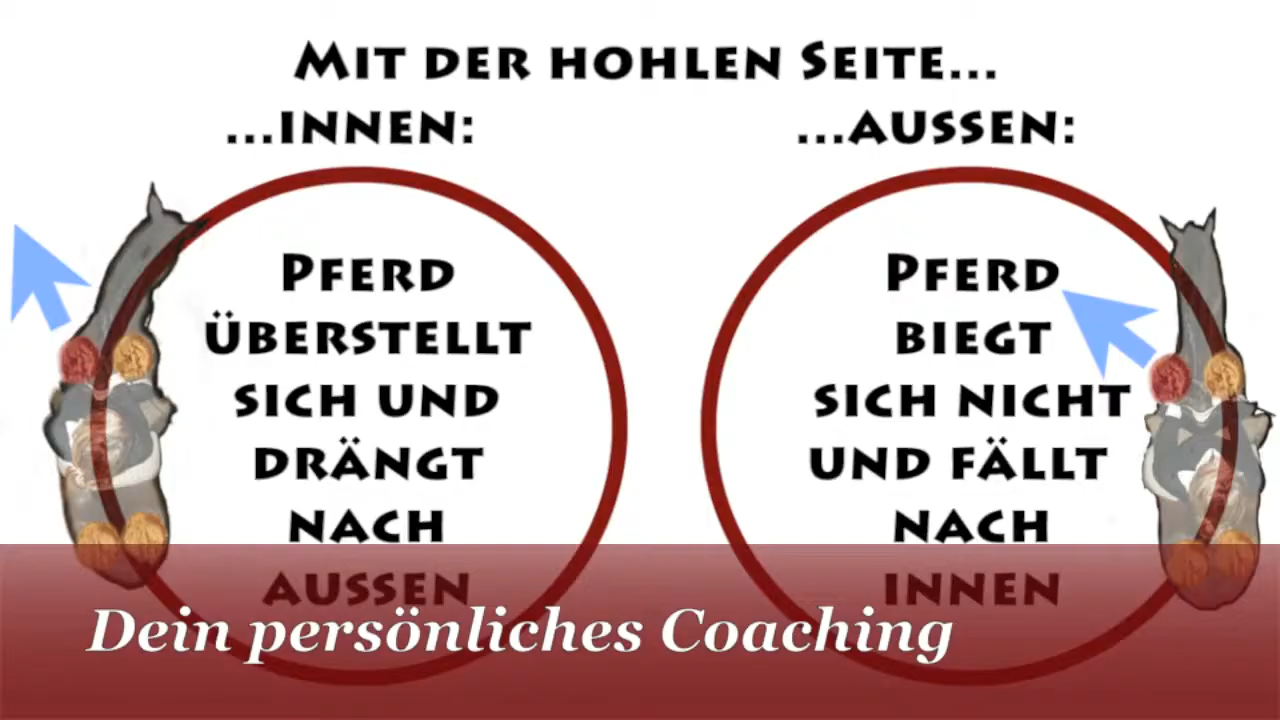 MIT DER HOHLEN SEITE...
...INNEN:
PFERD
ÜBERSTELLT
SICH UND
DRÄNGT
NACH
AUSSEN
...AUSSEN:
PFERD
BIEGT
SICH NICHT
UND FÄLLT
NACH
INNEN
Dein persönliches Coaching